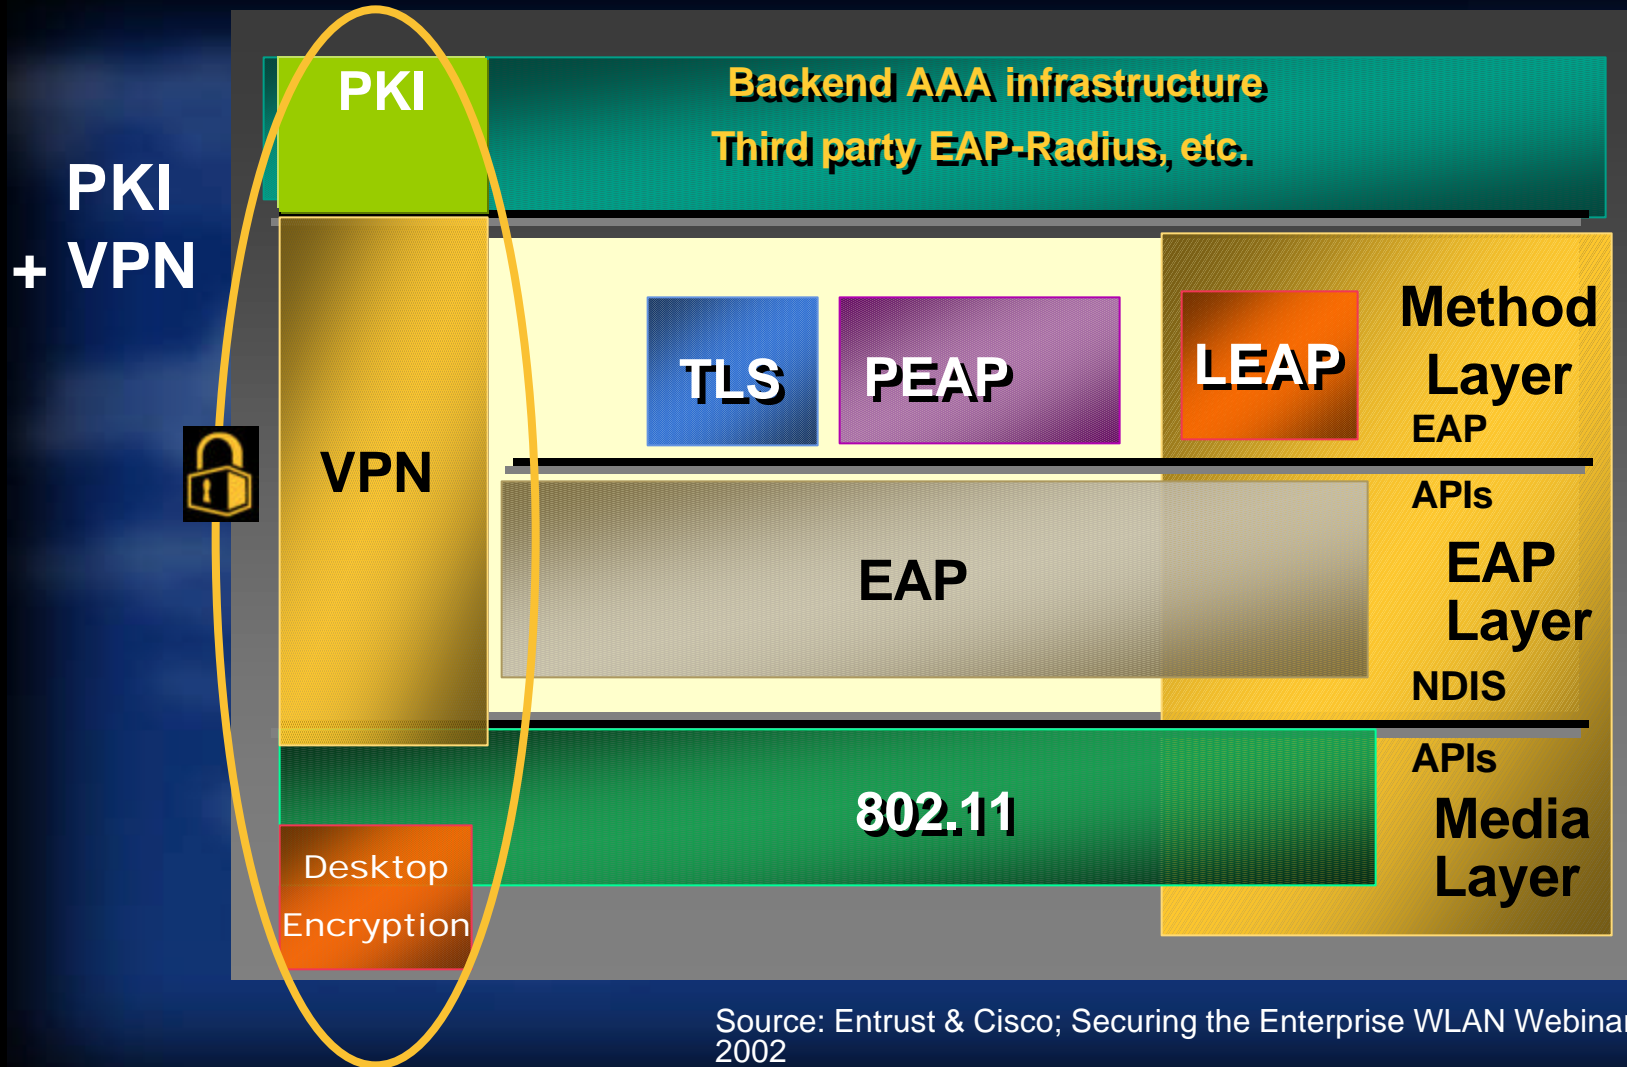 PKI
+ VPN
PKI
Backend AAA infrastructure
Third party EAP-Radius, etc.
VPN
TLS
PEAP
LEAP
Method
Layer
EAP
APIs
EAP
EAP
Layer
NDIS
APIs
802.11
Media
Layer
Desktop
Encryption
Source: Entrust & Cisco; Securing the Enterprise WLAN Webinar
2002